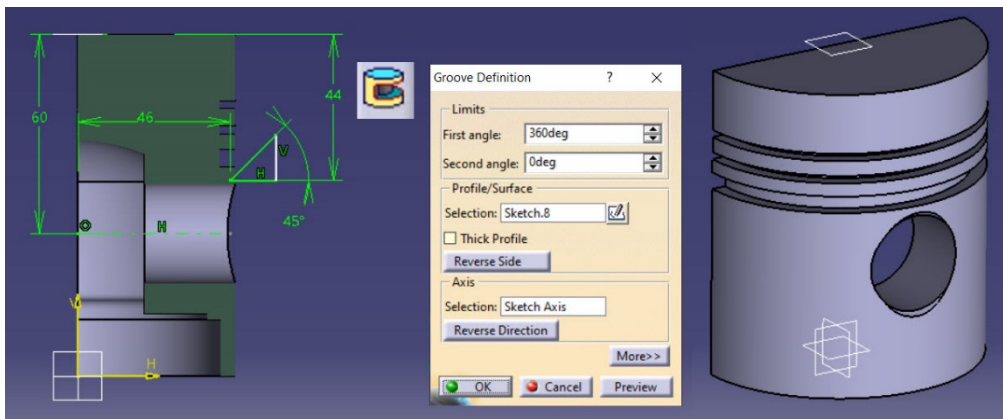 60
46
44
V
H
45°
H
V
H
Groove Definition ? ×
Limits
First angle: 360deg
Second angle: 0deg
Profile/Surface
Selection: Sketch.8
Thick Profile
Reverse Side
Axis
Selection: Sketch Axis
Reverse Direction
More>>
OK Cancel Preview